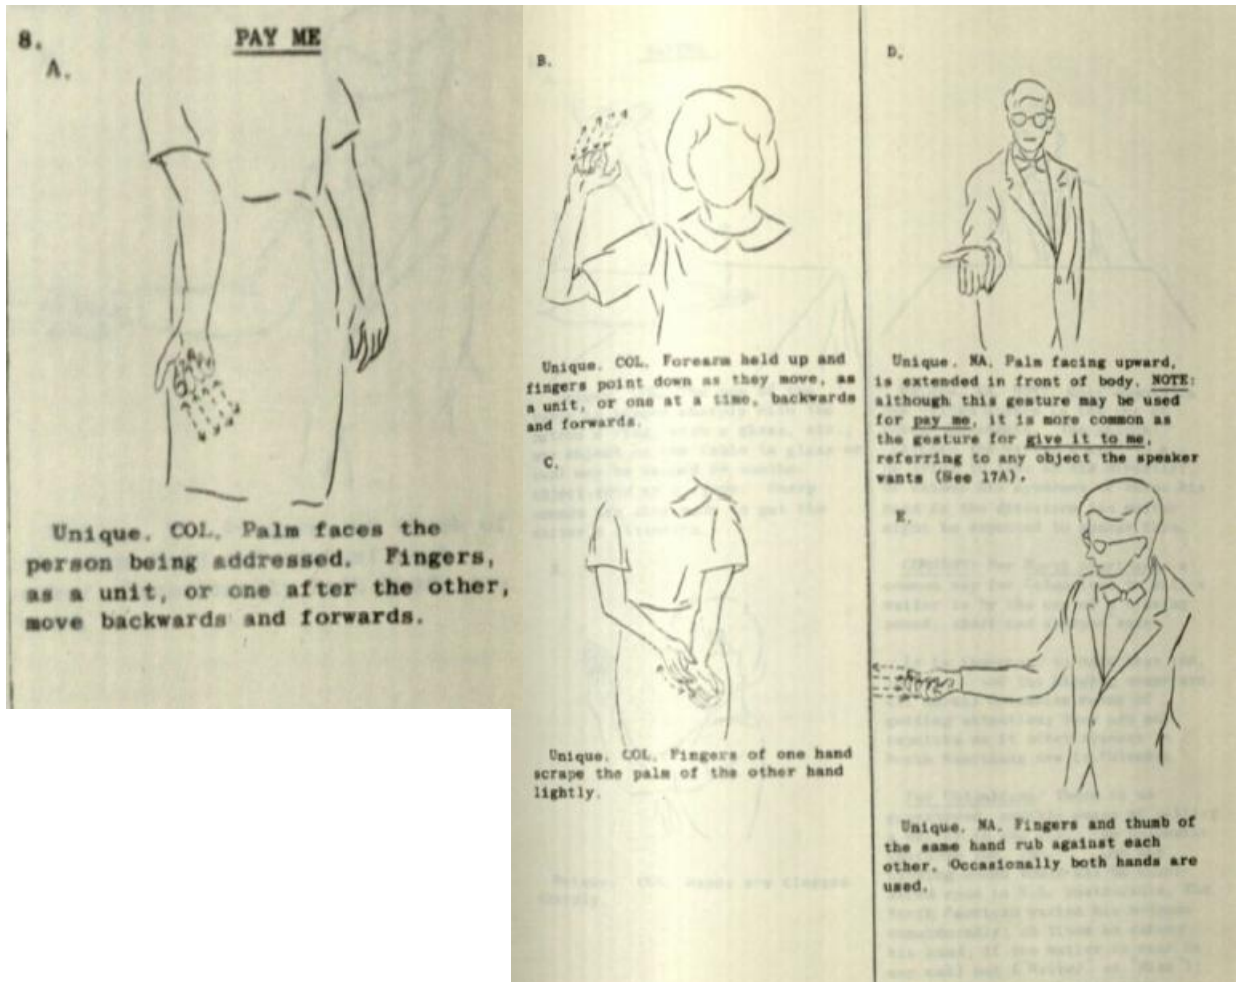 8. PAY ME
A.
Unique. COL. Palm faces the
person being addressed. Fingers,
as a unit, or one after the other,
move backwards and forwards.
B.
Unique. COL. Forearm held up and
fingers point down as they move, as
a unit, or one at a time, backwards
and forwards.
C.
Unique. COL. Fingers of one hand
scrape the palm of the other hand
lightly.
D.
Unique. NA. Palm facing upward,
is extended in front of body. NOTE:
although this gesture may be used
for pay me, it is more common as
the gesture for give it to me,
referring to any object the speaker
wants (See 17A).
E.
Unique. NA. Fingers and thumb of
the same hand rub against each
other. Occasionally both hands are
used.